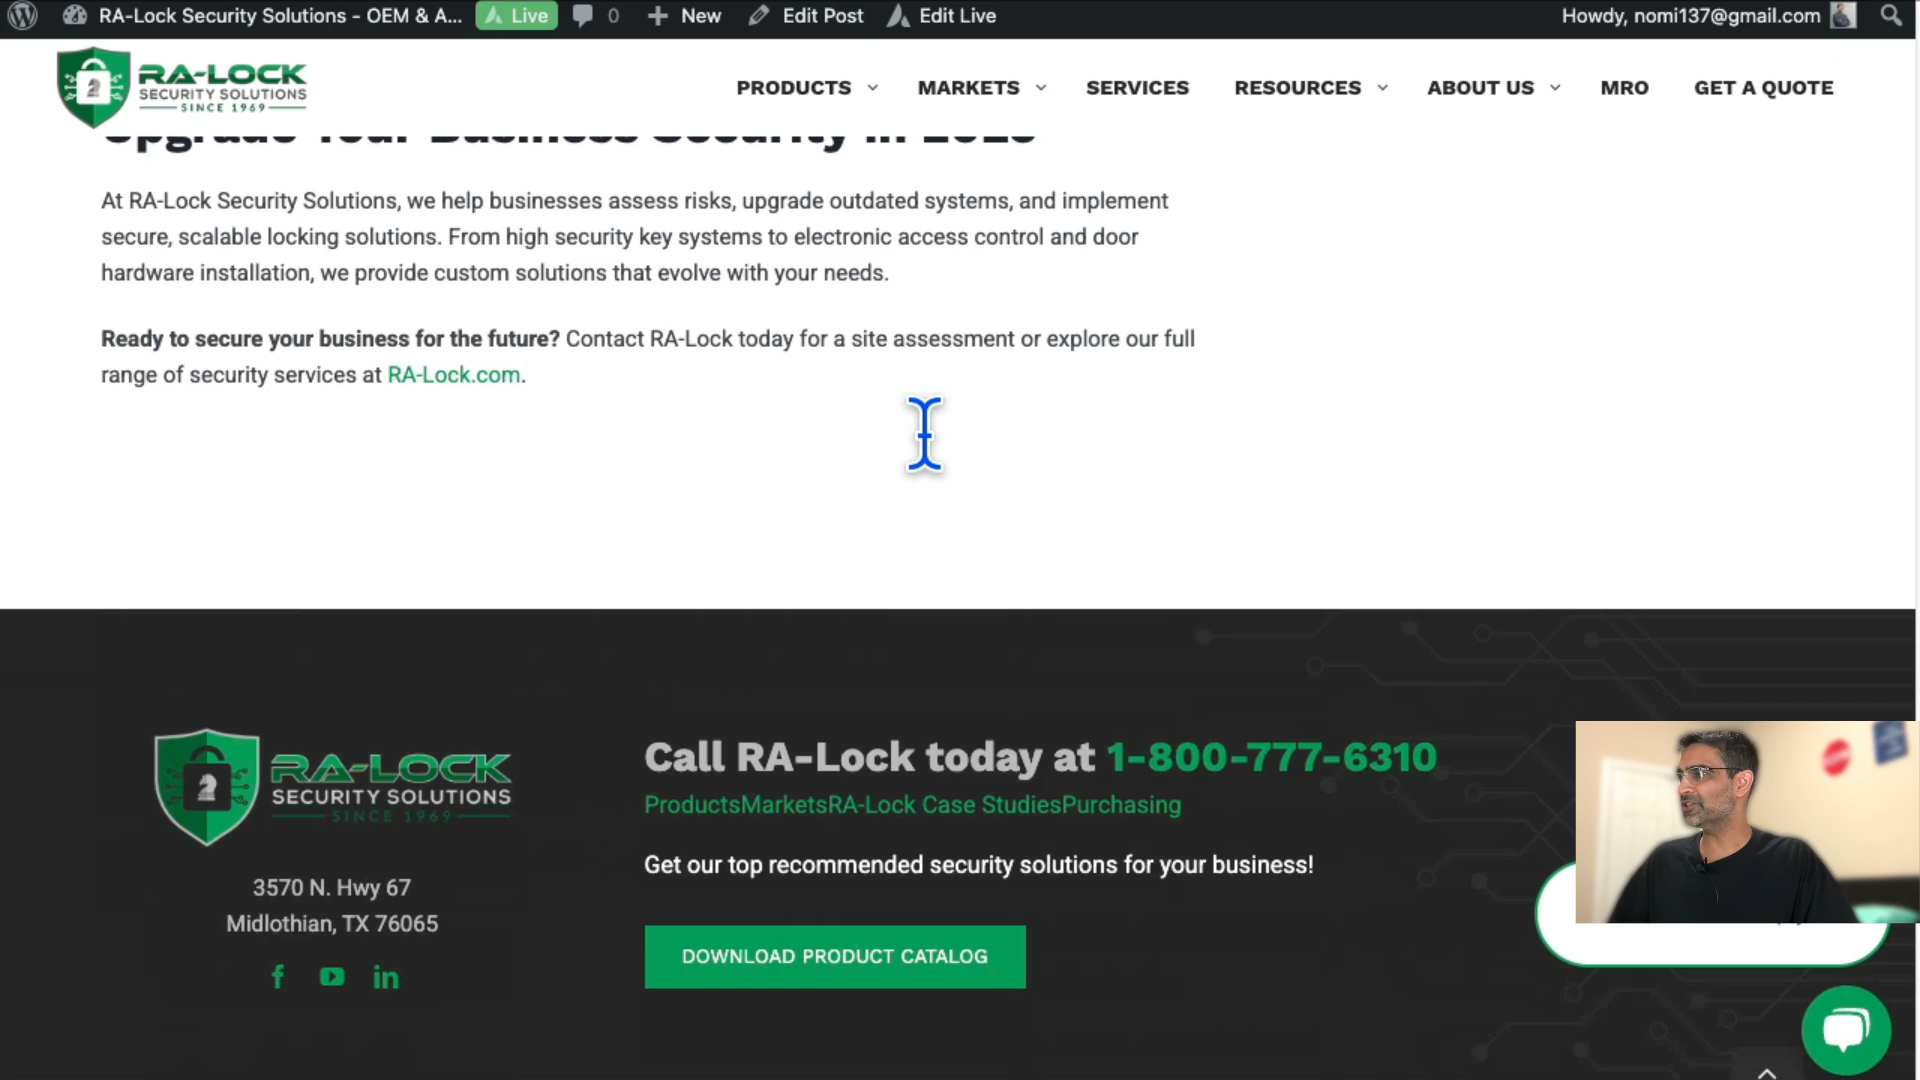 RA-Lock Security Solutions - OEM & A...
Live
0
New
Edit Post
Edit Live
Howdy, nomi137@gmail.com
RA-LOCK
SECURITY SOLUTIONS
SINCE 1969
PRODUCTS
MARKETS
SERVICES
RESOURCES
ABOUT US
MRO
GET A QUOTE
Upgrade Your Business Security in 2025
At RA-Lock Security Solutions, we help businesses assess risks, upgrade outdated systems, and implement
secure, scalable locking solutions. From high security key systems to electronic access control and door
hardware installation, we provide custom solutions that evolve with your needs.
Ready to secure your business for the future? Contact RA-Lock today for a site assessment or explore our full
range of security services at RA-Lock.com.
RA-LOCK
SECURITY SOLUTIONS
SINCE 1969
3570 N. Hwy 67
Midlothian, TX 76065
Call RA-Lock today at 1-800-777-6310
ProductsMarketsRA-Lock Case StudiesPurchasing
Get our top recommended security solutions for your business!
DOWNLOAD PRODUCT CATALOG